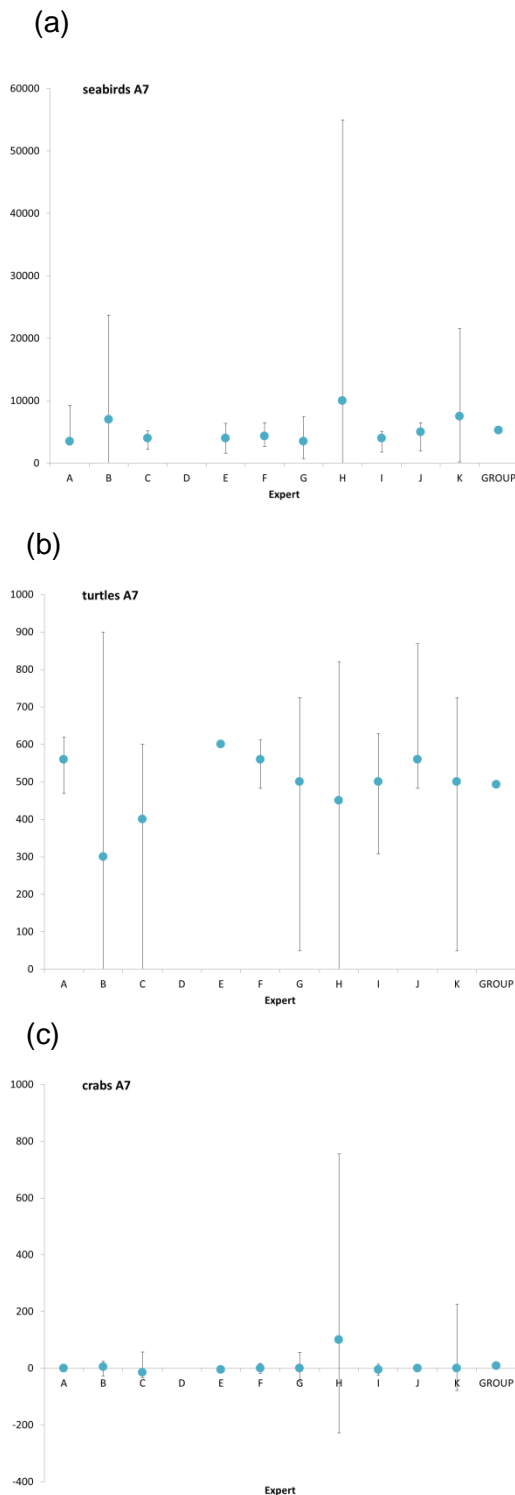 (a)
seabirds A7
60000
50000
40000
30000
20000
10000
0
A B C D E F G H I J K GROUP
Expert
(b)
turtles A7
1000
900
800
700
600
500
400
300
200
100
0
A B C D E F G H I J K GROUP
Expert
(c)
crabs A7
1000
800
600
400
200
0
A B C D E F G H I J K GROUP
-200
-400
Expert